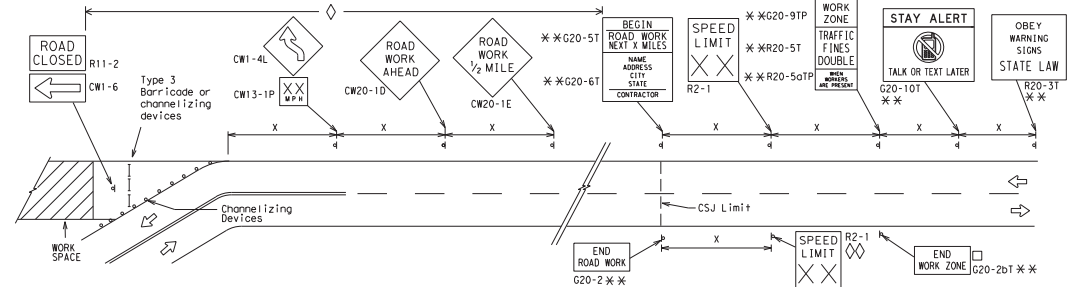 ROAD
CLOSED
R11-2
CW1-6
Type 3
Barricade or
channelizing
devices
CW1-4L
XX
MPH
CW13-1P
ROAD
WORK
AHEAD
CW20-1D
ROAD
WORK
1/2 MILE
CW20-1E
BEGIN
ROAD WORK
NEXT X MILES
G20-5T
NAME
ADDRESS
CITY
STATE
CONTRACTOR
G20-6T
SPEED
LIMIT
XX
R2-1
WORK
ZONE
G20-9TP
TRAFFIC
FINES
DOUBLE
R20-5T
WHEN
WORKERS
ARE PRESENT
R20-5aTP
STAY ALERT
TALK OR TEXT LATER
G20-10T
OBEY
WARNING
SIGNS
STATE LAW
R20-3T
X
X
X
X
X
X
X
Channelizing
Devices
WORK
SPACE
CSJ Limit
X
END
ROAD WORK
G20-2
SPEED
LIMIT
XX
R2-1
END
WORK ZONE
G20-2bT